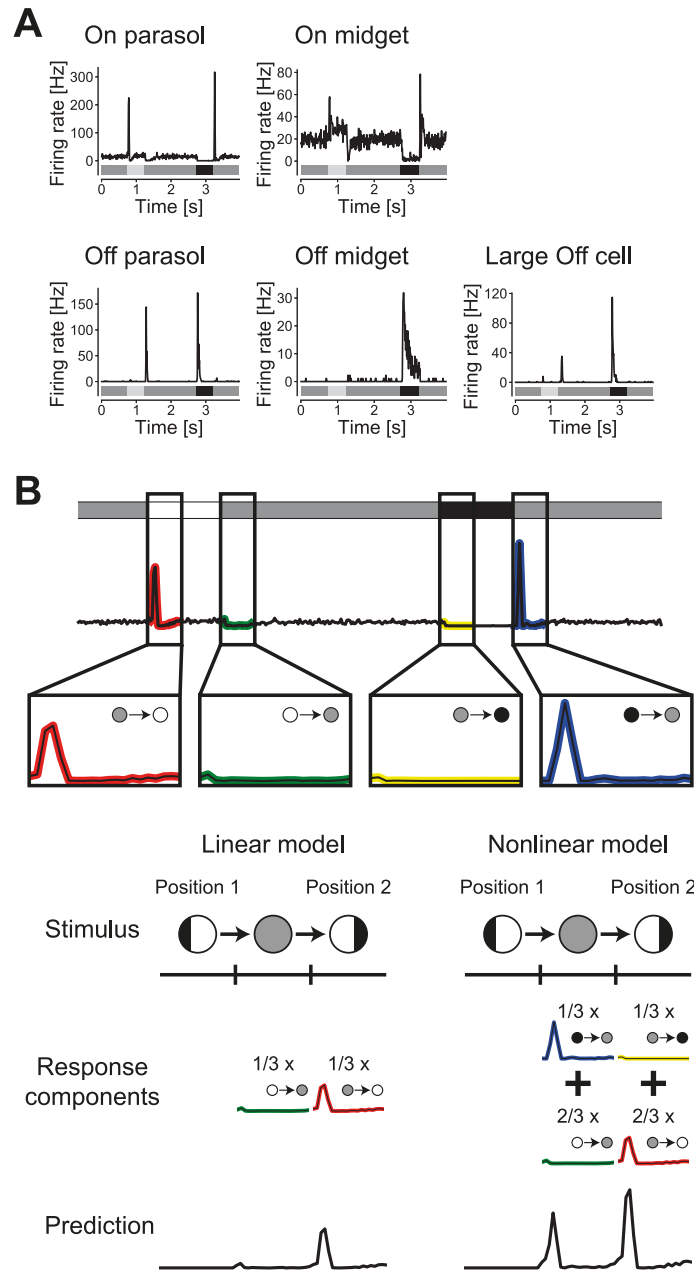 A
On parasol
On midget
Firing rate [Hz]
300
200
100
0
0 1 2 3
Time [s]
Firing rate [Hz]
80
60
40
20
0
0 1 2 3
Time [s]
Off parasol
Off midget
Large Off cell
Firing rate [Hz]
150
100
50
0
0 1 2 3
Time [s]
Firing rate [Hz]
30
20
10
0
0 1 2 3
Time [s]
Firing rate [Hz]
120
80
40
0
0 1 2 3
Time [s]
B
Linear model
Nonlinear model
Position 1 Position 2
Position 1 Position 2
Stimulus
Response
components
1/3 x 1/3 x
1/3 x 1/3 x
+ +
2/3 x 2/3 x
Prediction